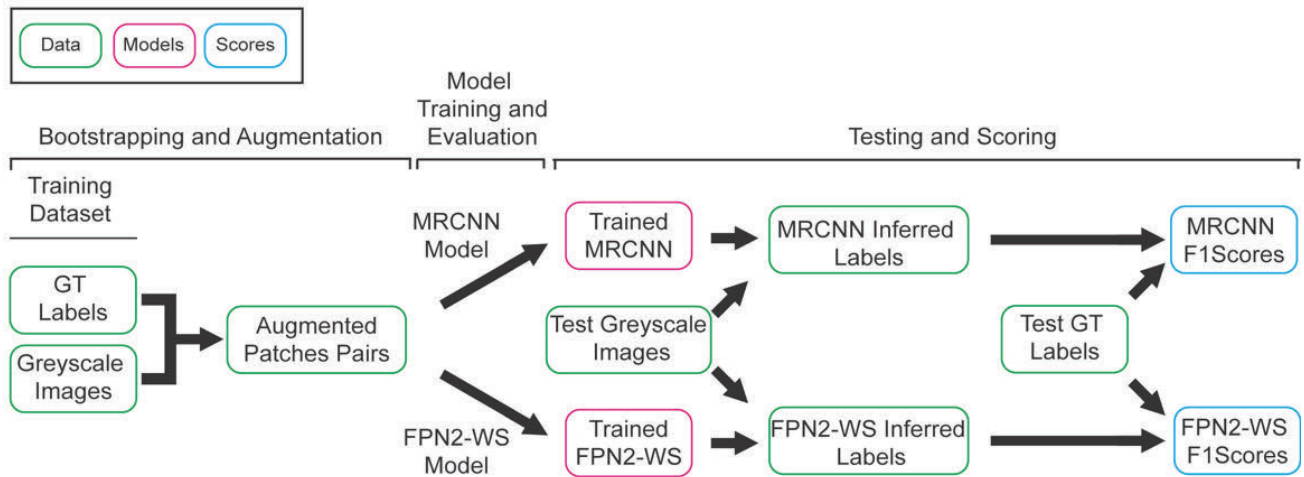 Data
Models
Scores
Bootstrapping and Augmentation
Model
Training and
Evaluation
Testing and Scoring
Training
Dataset
GT
Labels
Greyscale
Images
Augmented
Patches Pairs
MRCNN
Model
FPN2-WS
Model
Trained
MRCNN
Test Greyscale
Images
Trained
FPN2-WS
MRCNN Inferred
Labels
FPN2-WS Inferred
Labels
Test GT
Labels
MRCNN
F1Scores
FPN2-WS
F1Scores